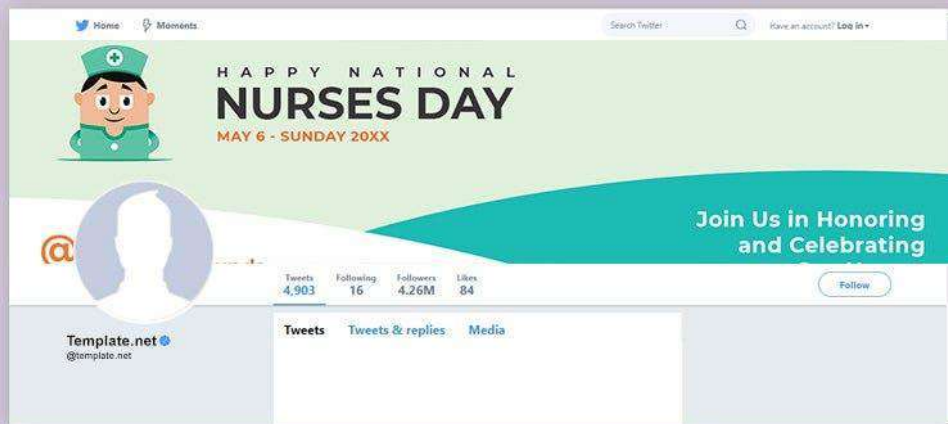 Home Moments Search Twitter Have an account? Log in
HAPPY NATIONAL
NURSES DAY
MAY 6 - SUNDAY 20XX
Join Us in Honoring
and Celebrating
@
Tweets Following Followers Likes
4,903 16 4.26M 84
Follow
Tweets Tweets & replies Media
Template.net
@template.net